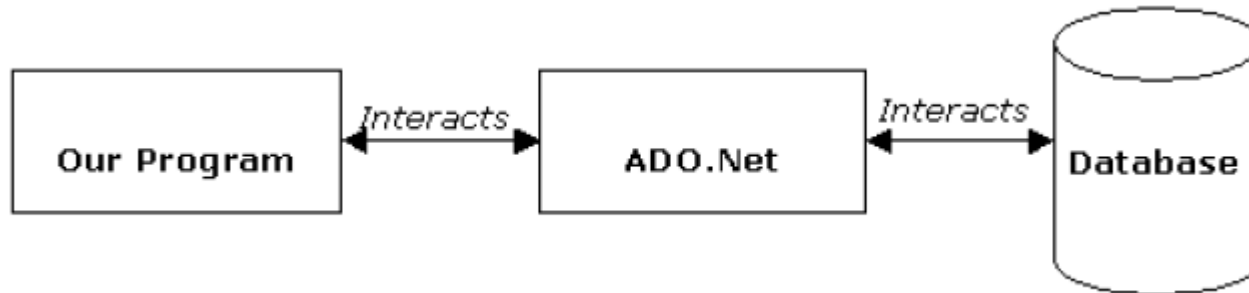 Interacts
Interacts
Our Program
ADO.Net
Database